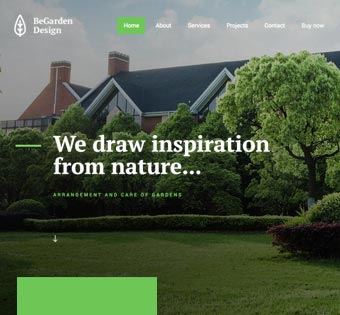 BeGarden
Design
Home About Services Projects Contact Buy now
We draw inspiration
from nature...
ARRANGEMENT AND CARE OF GARDENS